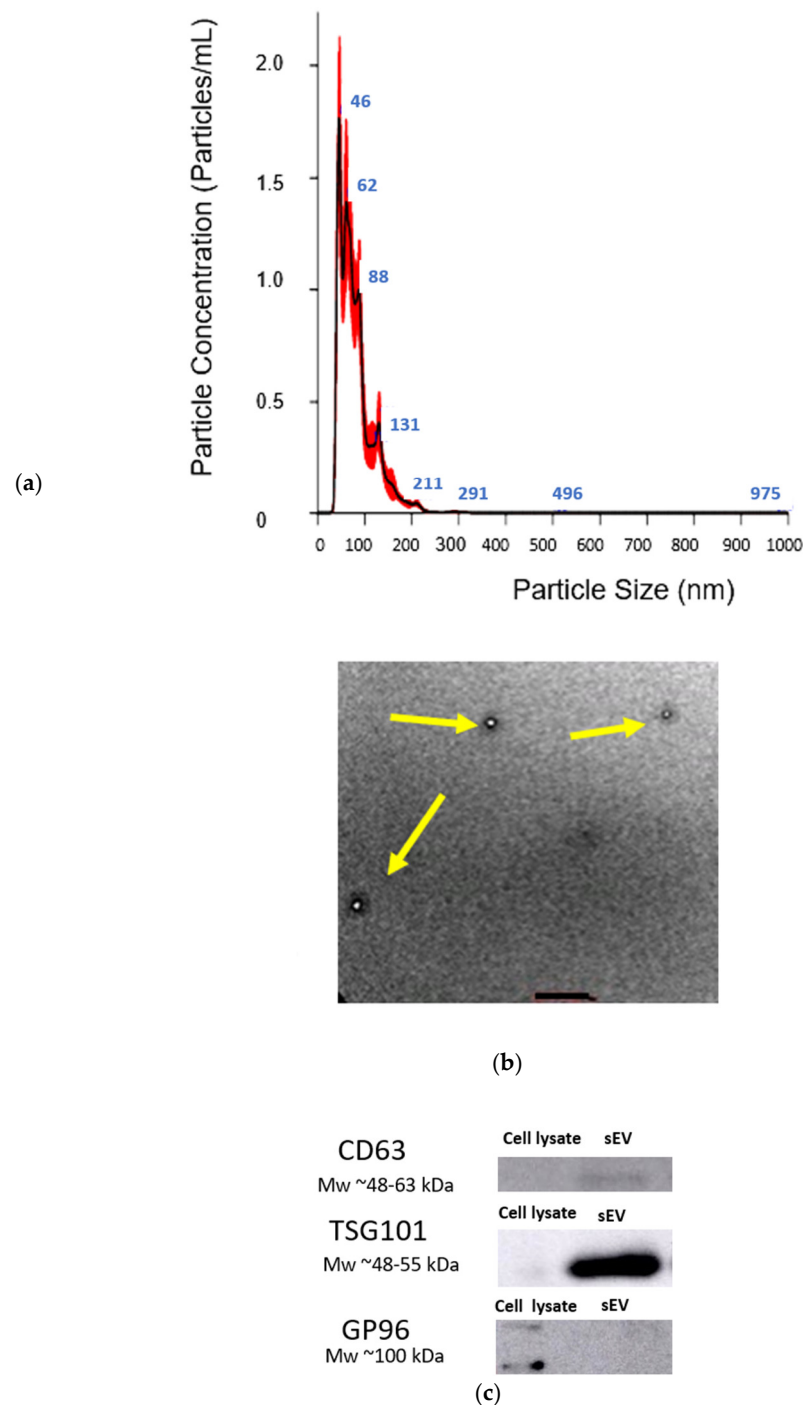 Particle Concentration (Particles/mL)
2.0
1.5
1.0
0.5
0
46
62
88
131
211
291
496
975
0 100 200 300 400 500 600 700 800 900 1000
Particle Size (nm)
(a)
(b)
Cell lysate sEV
CD63
Mw ~48-63 kDa
Cell lysate sEV
TSG101
Mw ~48-55 kDa
Cell lysate sEV
GP96
Mw ~100 kDa
(c)